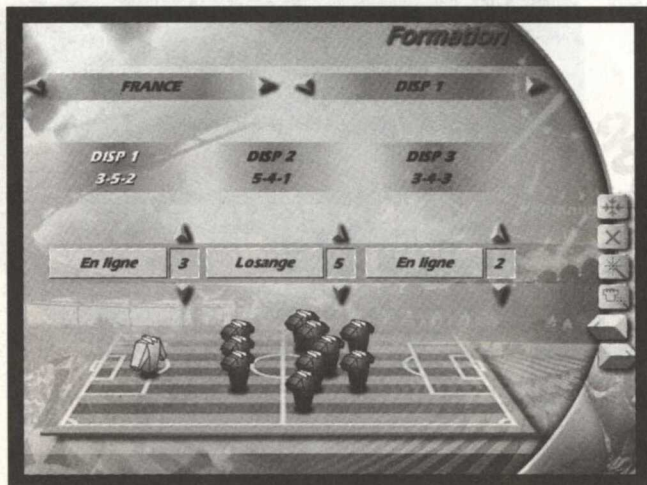 Formation
FRANCE DISP 1
DISP 1 DISP 2 DISP 3
3-5-2 5-4-1 3-4-3
En ligne 3 Losange 5 En ligne 2